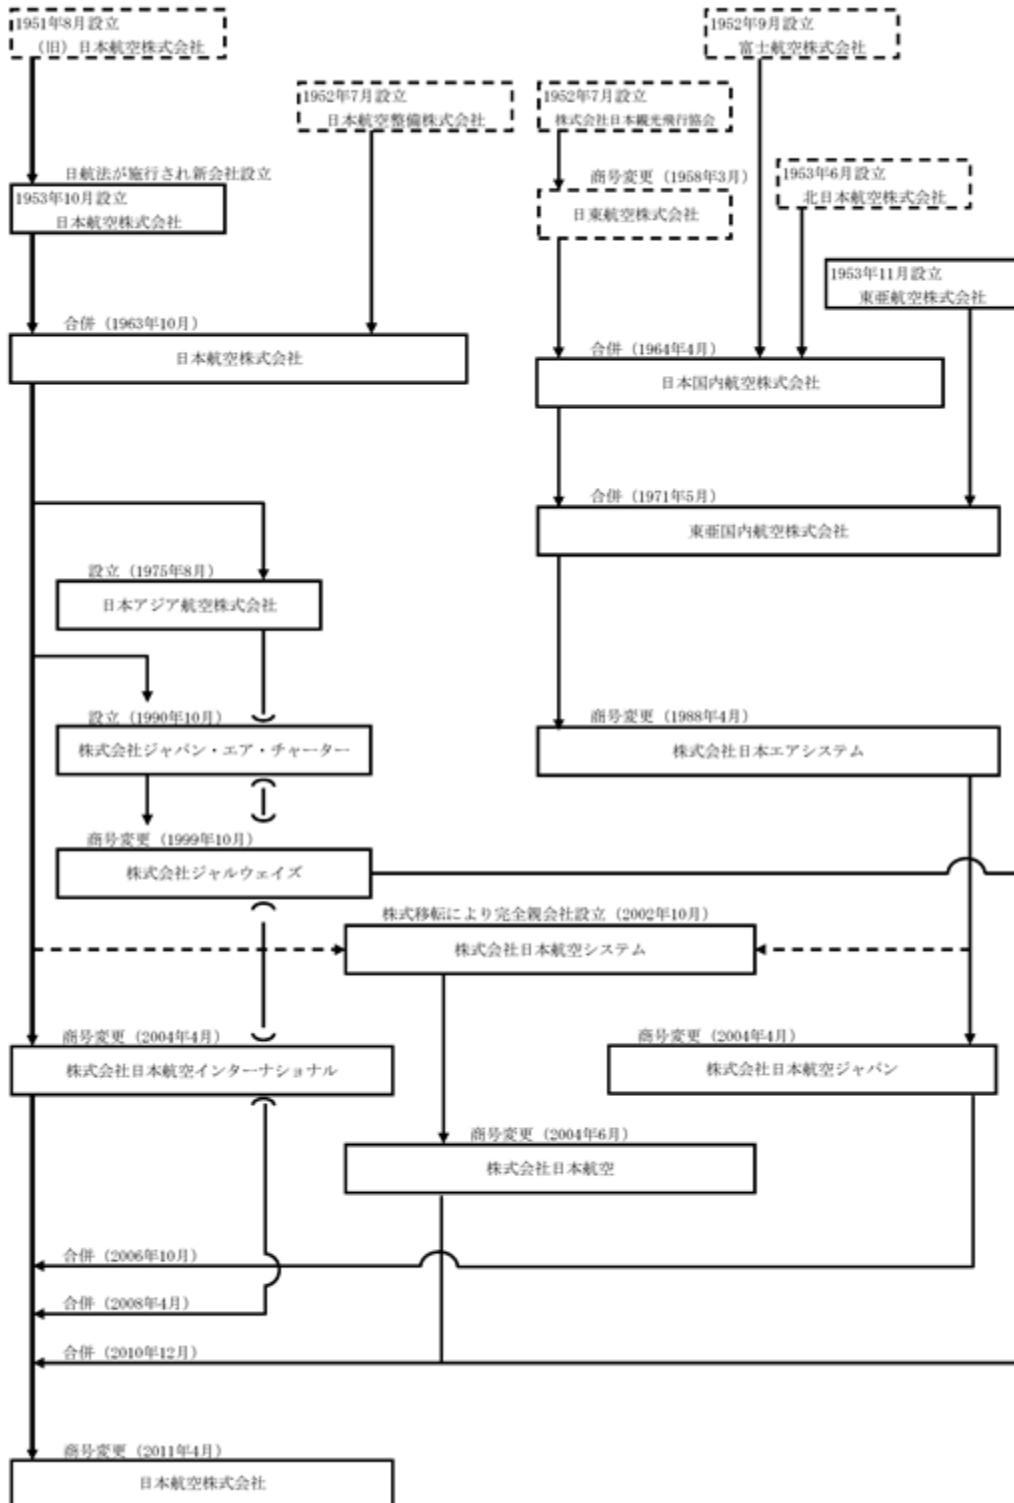 1951年8月設立
（旧）日本航空株式会社
1952年9月設立
富士航空株式会社
1952年7月設立
日本航空整備株式会社
1952年7月設立
株式会社日本観光飛行協会
日航法が施行され新会社設立
1953年10月設立
日本航空株式会社
商号変更（1958年3月）
日東航空株式会社
1953年6月設立
北日本航空株式会社
1953年11月設立
東亜航空株式会社
合併（1963年10月）
日本航空株式会社
合併（1964年4月）
日本国内航空株式会社
合併（1971年5月）
東亜国内航空株式会社
設立（1975年8月）
日本アジア航空株式会社
設立（1990年10月）
株式会社ジャパン・エア・チャーター
商号変更（1988年4月）
株式会社日本エアシステム
商号変更（1999年10月）
株式会社ジャルウェイズ
株式移転により完全親会社設立（2002年10月）
株式会社日本航空システム
商号変更（2004年4月）
株式会社日本航空インターナショナル
商号変更（2004年4月）
株式会社日本航空ジャパン
商号変更（2004年6月）
株式会社日本航空
合併（2006年10月）
合併（2008年4月）
合併（2010年12月）
商号変更（2011年4月）
日本航空株式会社